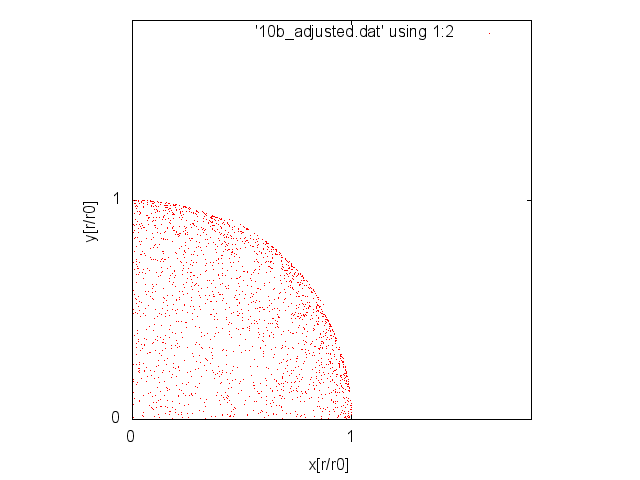 '10b_adjusted.dat' using 1:2
1
y[r/r0]
0
0
1
x[r/r0]